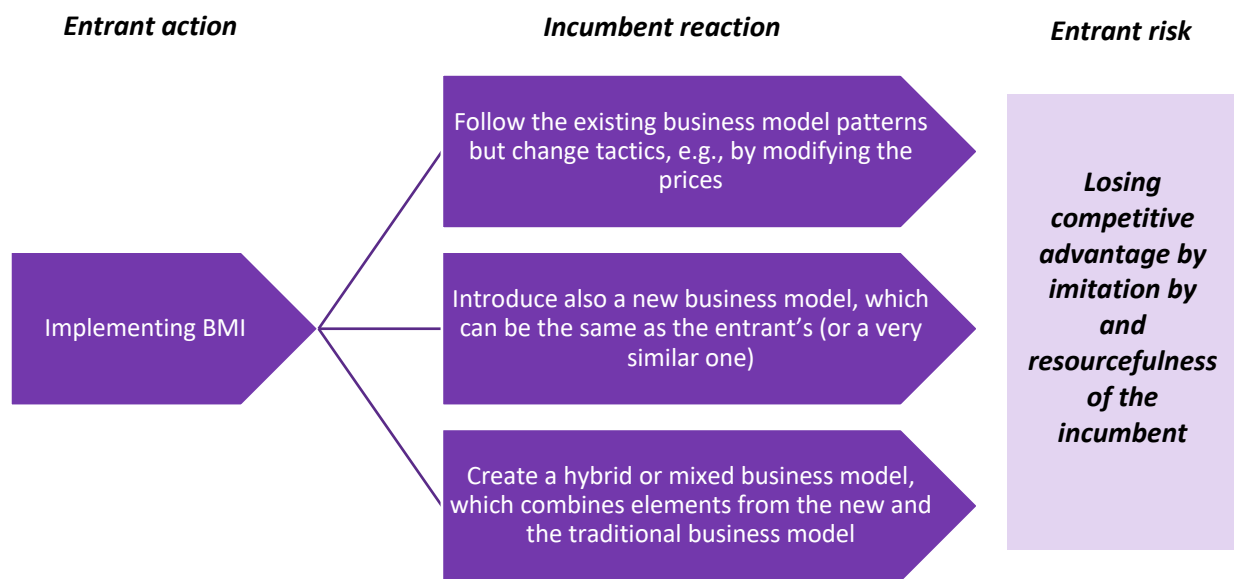 Entrant action
Incumbent reaction
Entrant risk
Implementing BMI
Follow the existing business model patterns
but change tactics, e.g., by modifying the
prices
Introduce also a new business model, which
can be the same as the entrant's (or a very
similar one)
Create a hybrid or mixed business model,
which combines elements from the new and
the traditional business model
Losing
competitive
advantage by
imitation by
and
resourcefulness
of the
incumbent